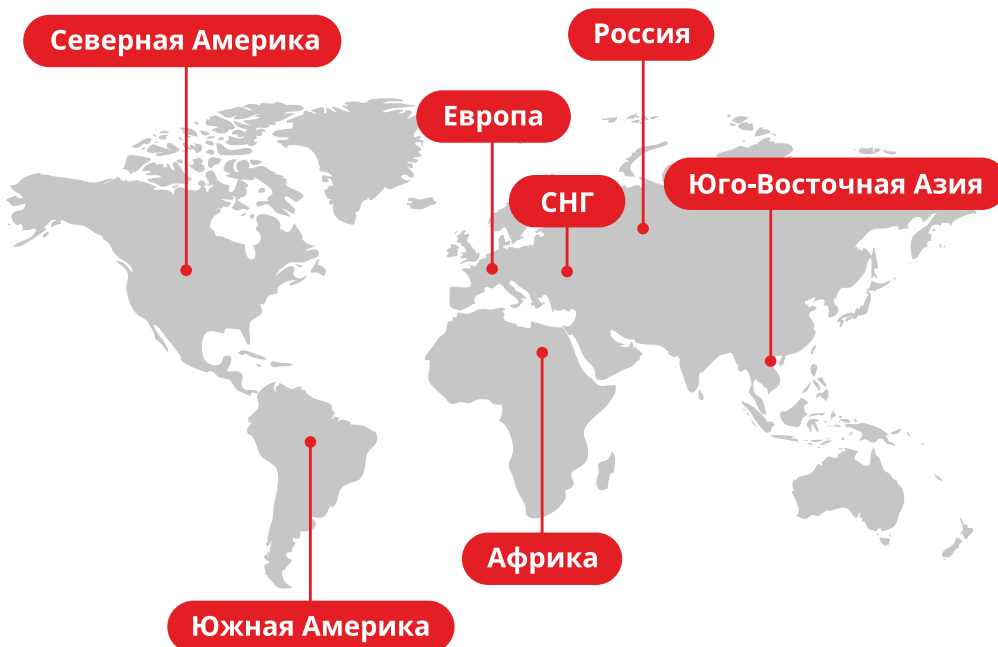 Северная Америка
Россия
Европа
Юго-Восточная Азия
СНГ
Африка
Южная Америка